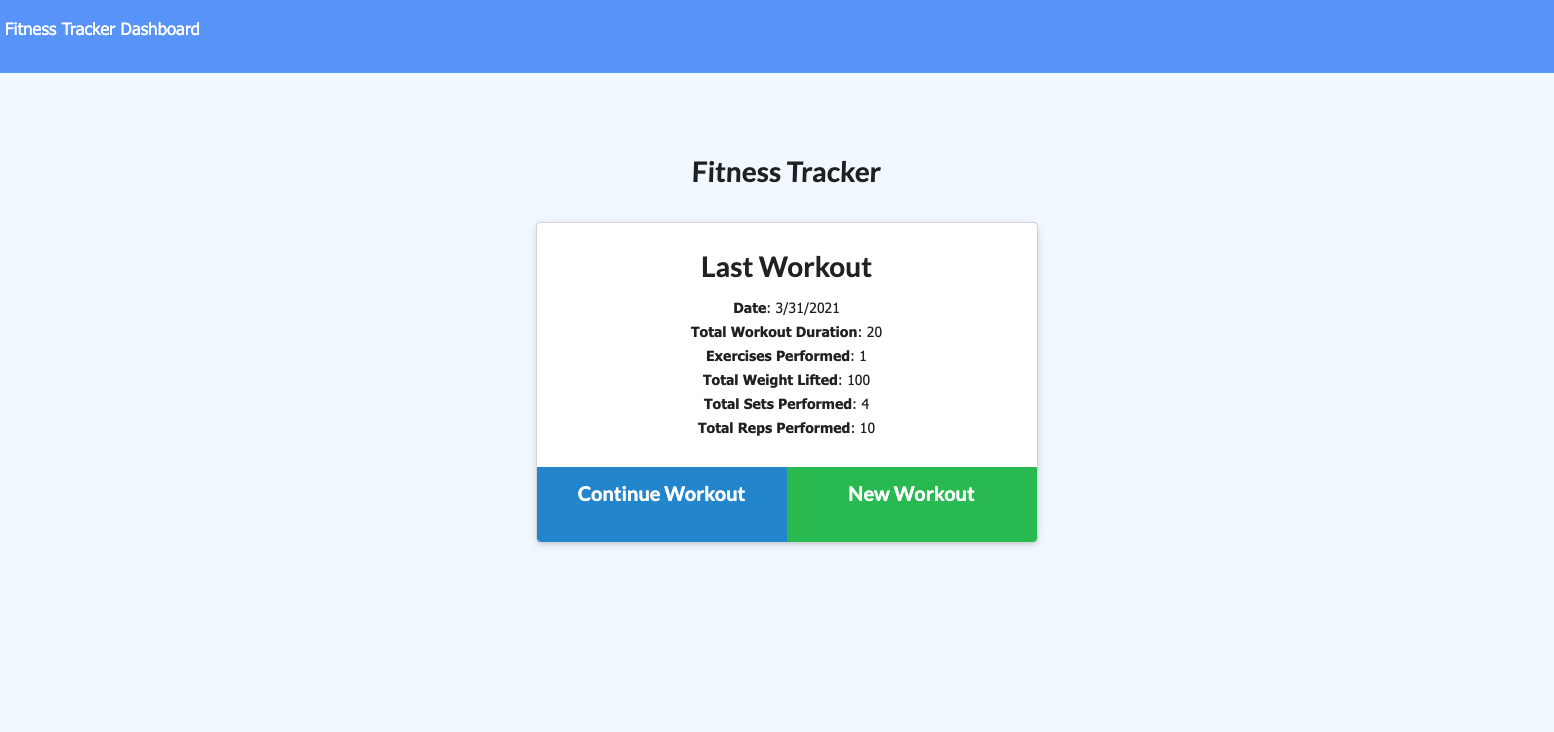 Fitness Tracker Dashboard
Fitness Tracker
Last Workout
Date: 3/31/2021
Total Workout Duration: 20
Exercises Performed: 1
Total Weight Lifted: 100
Total Sets Performed: 4
Total Reps Performed: 10
Continue Workout
New Workout